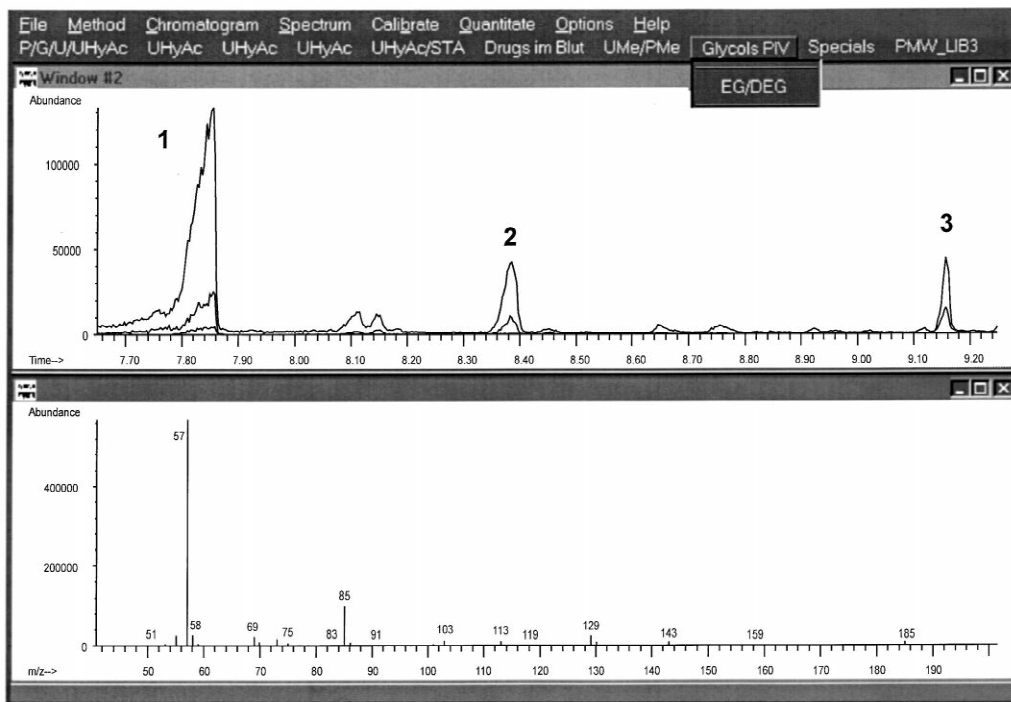 File Method Chromatogram Spectrum Calibrate Quantitate Options Help
P/G/U/UHyAc UHyAc UHyAc UHyAc UHyAc/STA Drugs im Blut UMe/PMe Glycols PIV Specials PMW_LIB3
EG/DEG
Window #2
Abundance
1
2
3
100000
50000
0
Time--> 7.70 7.80 7.90 8.00 8.10 8.20 8.30 8.40 8.50 8.60 8.70 8.80 8.90 9.00 9.10 9.20
Abundance
57
400000
200000
85
51 58 69 75 83 91 103 113 119 129 143 159 185
0
m/z--> 50 60 70 80 90 100 110 120 130 140 150 160 170 180 190